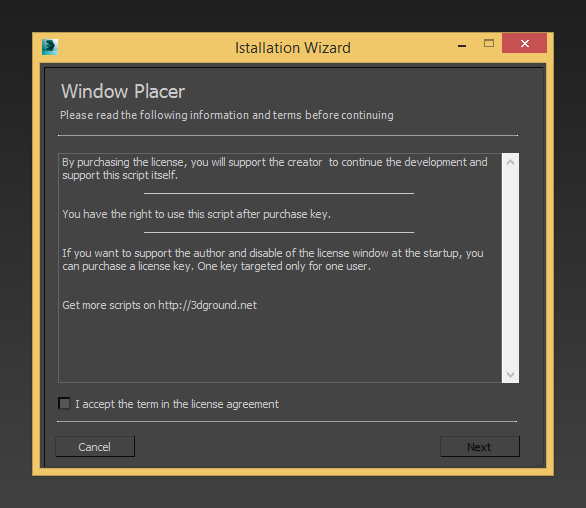 Istallation Wizard
Window Placer
Please read the following information and terms before continuing
By purchasing the license, you will support the creator  to continue the development and
support this script itself.
You have the right to use this script after purchase key.
If you want to support the author and disable of the license window at the startup, you
can purchase a license key. One key targeted only for one user.
Get more scripts on http://3dground.net
I accept the term in the license agreement
Cancel
Next